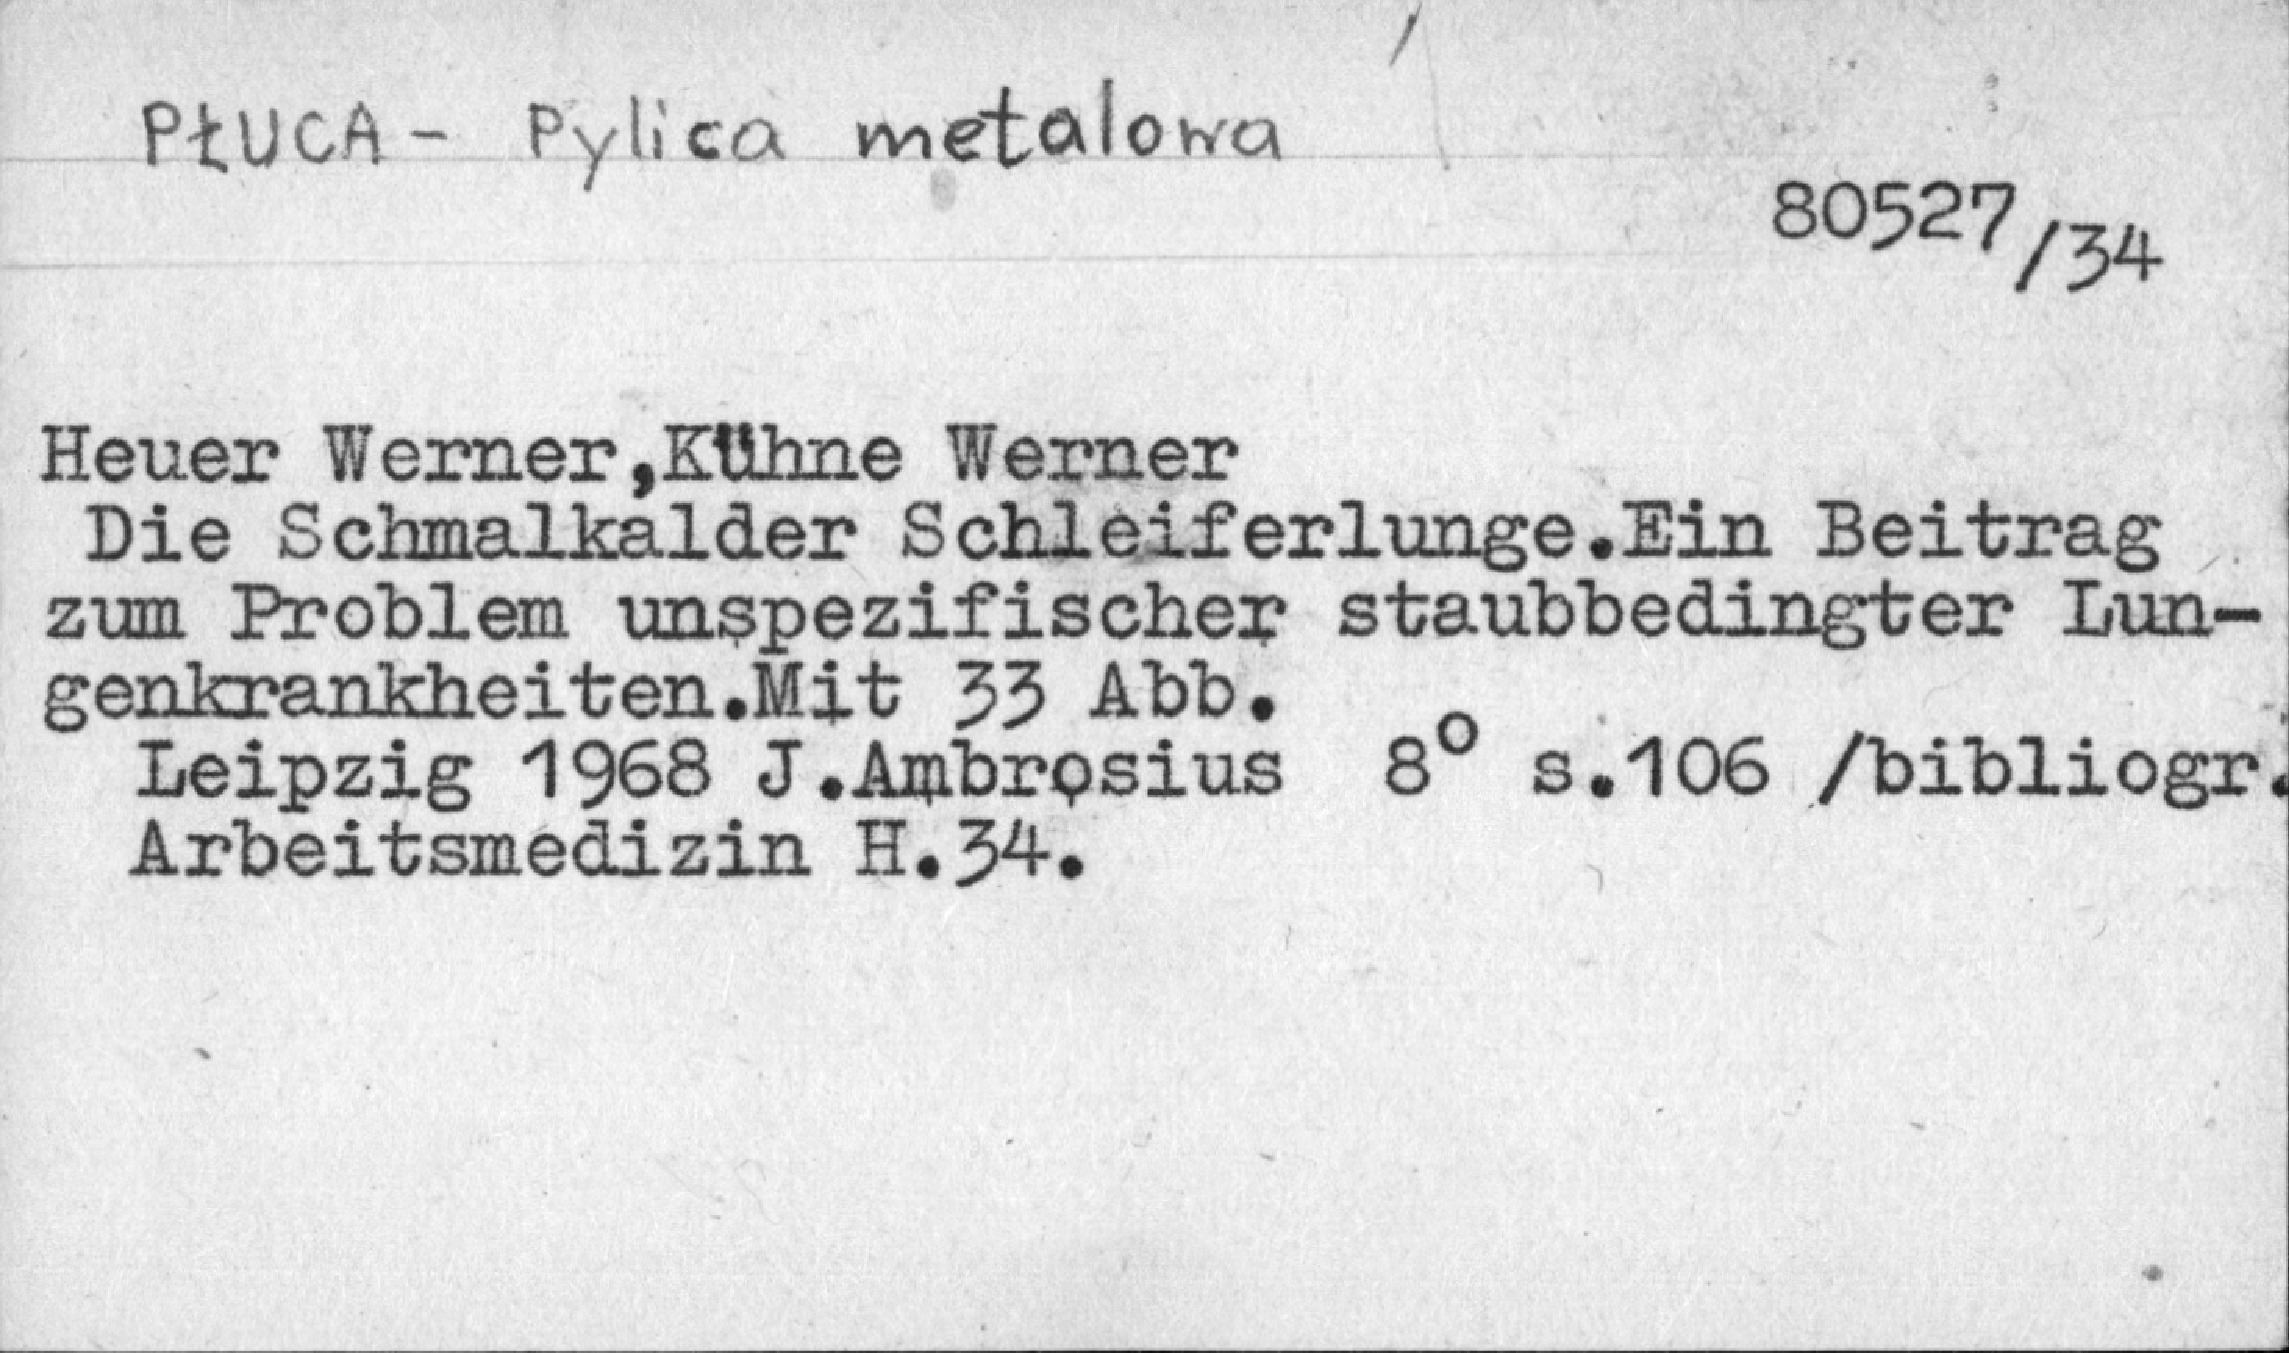 PŁUCA - Pylica metalowa
80527/34
Heuer Werner,Kühne Werner
Die Schmalkalder Schleiferlunge.Ein Beitrag
zum Problem unspezifischer staubbedingter Lun-
genkrankheiten.Mit 33 Abb.
Leipzig 1968 J.Ambrosius 8° s.106 /bibliogr.
Arbeitsmedizin H.34.